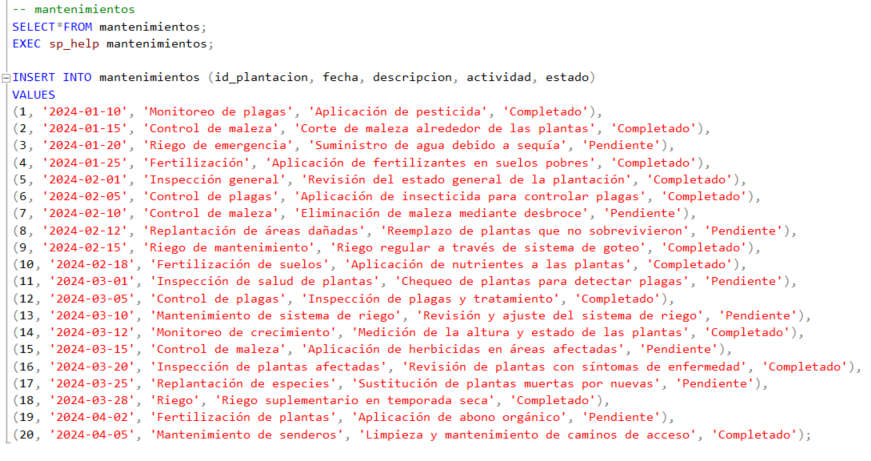 -- mantenimientos
SELECT*FROM mantenimientos;
EXEC sp_help mantenimientos;
INSERT INTO mantenimientos (id_plantacion, fecha, descripcion, actividad, estado)
VALUES
(1, '2024-01-10', 'Monitoreo de plagas', 'Aplicación de pesticida', 'Completado'),
(2, '2024-01-15', 'Control de maleza', 'Corte de maleza alrededor de las plantas', 'Completado'),
(3, '2024-01-20', 'Riego de emergencia', 'Suministro de agua debido a sequía', 'Pendiente'),
(4, '2024-01-25', 'Fertilización', 'Aplicación de fertilizantes en suelos pobres', 'Completado'),
(5, '2024-02-01', 'Inspección general', 'Revisión del estado general de la plantación', 'Completado'),
(6, '2024-02-05', 'Control de plagas', 'Aplicación de insecticida para controlar plagas', 'Completado'),
(7, '2024-02-10', 'Control de maleza', 'Eliminación de maleza mediante desbroce', 'Pendiente'),
(8, '2024-02-12', 'Replantación de áreas dañadas', 'Reemplazo de plantas que no sobrevivieron', 'Pendiente'),
(9, '2024-02-15', 'Riego de mantenimiento', 'Riego regular a través de sistema de goteo', 'Completado'),
(10, '2024-02-18', 'Fertilización de suelos', 'Aplicación de nutrientes a las plantas', 'Completado'),
(11, '2024-03-01', 'Inspección de salud de plantas', 'Chequeo de plantas para detectar plagas', 'Pendiente'),
(12, '2024-03-05', 'Control de plagas', 'Inspección de plagas y tratamiento', 'Completado'),
(13, '2024-03-10', 'Mantenimiento de sistema de riego', 'Revisión y ajuste del sistema de riego', 'Pendiente'),
(14, '2024-03-12', 'Monitoreo de crecimiento', 'Medición de la altura y estado de las plantas', 'Completado'),
(15, '2024-03-15', 'Control de maleza', 'Aplicación de herbicidas en áreas afectadas', 'Pendiente'),
(16, '2024-03-20', 'Inspección de plantas afectadas', 'Revisión de plantas con síntomas de enfermedad', 'Completado'),
(17, '2024-03-25', 'Replantación de especies', 'Sustitución de plantas muertas por nuevas', 'Pendiente'),
(18, '2024-03-28', 'Riego', 'Riego suplementario en temporada seca', 'Completado'),
(19, '2024-04-02', 'Fertilización de plantas', 'Aplicación de abono orgánico', 'Pendiente'),
(20, '2024-04-05', 'Mantenimiento de senderos', 'Limpieza y mantenimiento de caminos de acceso', 'Completado');